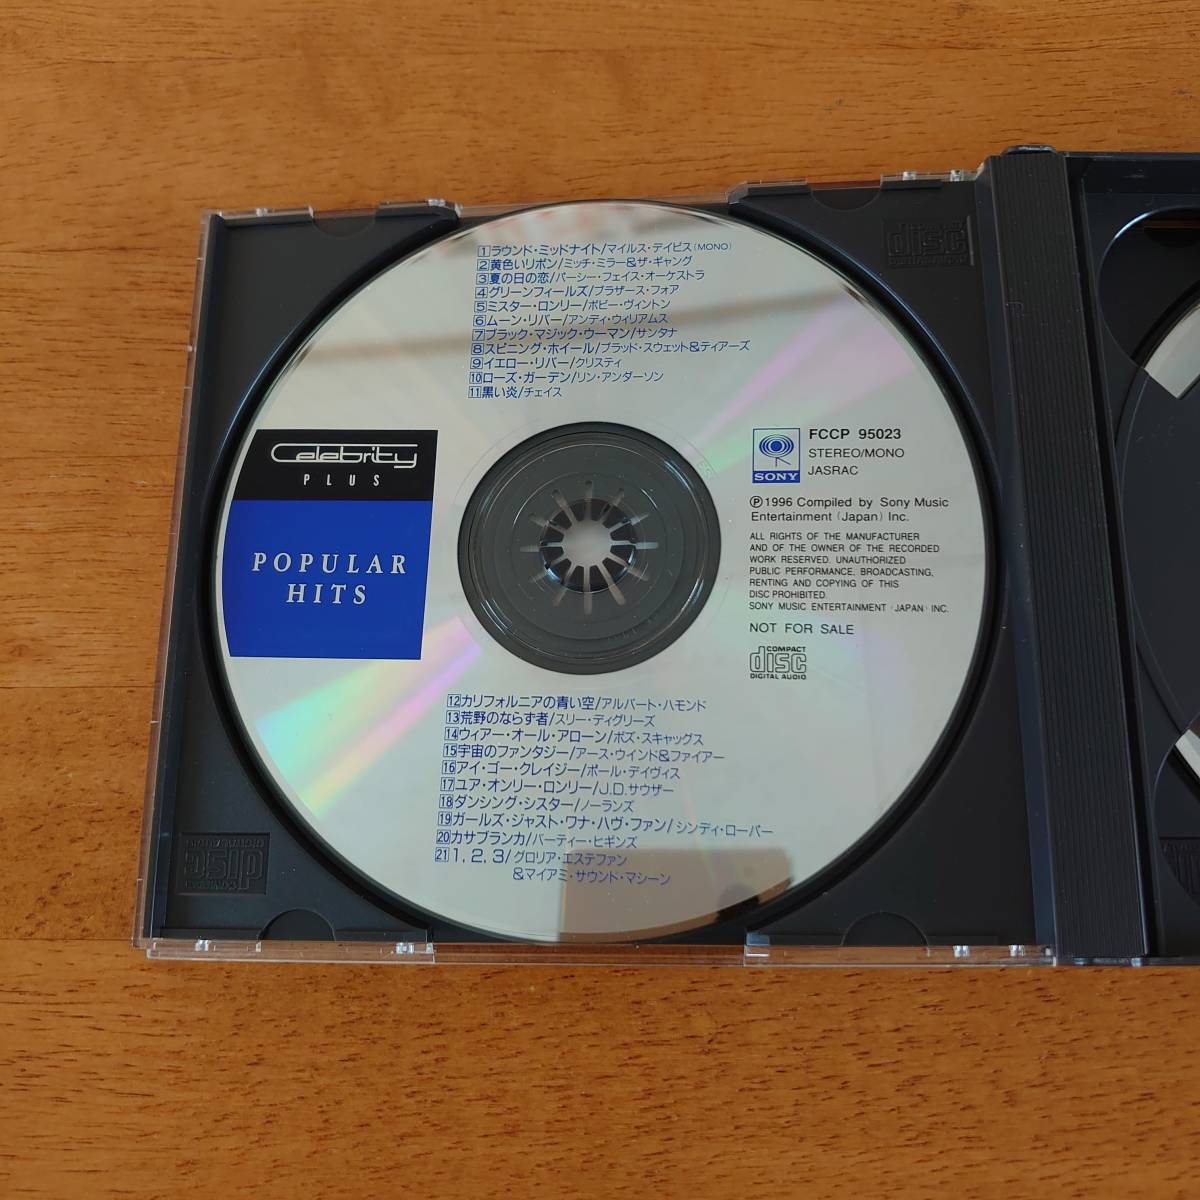 1 ラウンド・ミッドナイト/マイルス・デイビス(MONO)
2 黄色いリボン/ミッチ・ミラー&ザ・ギャング
3 夏の日の恋/パーシー・フェイス・オーケストラ
4 グリーンフィールズ/ブラザース・フォア
5 ミスター・ロンリー/ボビー・ヴィントン
6 ムーン・リバー/アンディ・ウィリアムス
7 ブラック・マジック・ウーマン/サンタナ
8 スピニング・ホイール/ブラッド・スウェット&ティアーズ
9 イエロー・リバー/クリスティ
10 ローズ・ガーデン/リン・アンダーソン
11 黒い炎/チェイス
Celebrity
PLUS
POPULAR
HITS
SONY
FCCP 95023
STEREO/MONO
JASRAC
℗1996 Compiled by Sony Music
Entertainment (Japan) Inc.
ALL RIGHTS OF THE MANUFACTURER
AND OF THE OWNER OF THE RECORDED
WORK RESERVED. UNAUTHORIZED
PUBLIC PERFORMANCE, BROADCASTING,
RENTING AND COPYING OF THIS
DISC PROHIBITED.
SONY MUSIC ENTERTAINMENT (JAPAN) INC.
NOT FOR SALE
COMPACT
disc
DIGITAL AUDIO
12 カリフォルニアの青い空/アルバート・ハモンド
13 荒野のならず者/スリー・ディグリーズ
14 ウィアー・オール・アローン/ボズ・スキャッグス
15 宇宙のファンタジー/アース・ウインド&ファイアー
16 アイ・ゴー・クレイジー/ポール・デイヴィス
17 ユア・オンリー・ロンリー/J.D.サウザー
18 ダンシング・シスター/ノーランズ
19 ガールズ・ジャスト・ワナ・ハヴ・ファン/シンディ・ローパー
20 カサブランカ/バーティー・ヒギンズ
21 1, 2, 3/グロリア・エステファン
&マイアミ・サウンド・マシーン